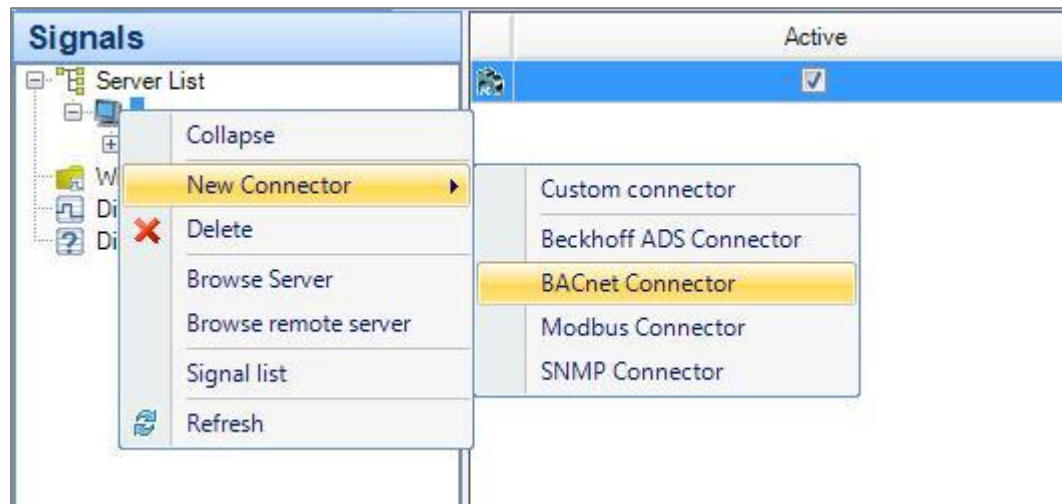 Signals
Active
Server List
Collapse
New Connector
Custom connector
Delete
Beckhoff ADS Connector
Browse Server
BACnet Connector
Browse remote server
Modbus Connector
Signal list
SNMP Connector
Refresh